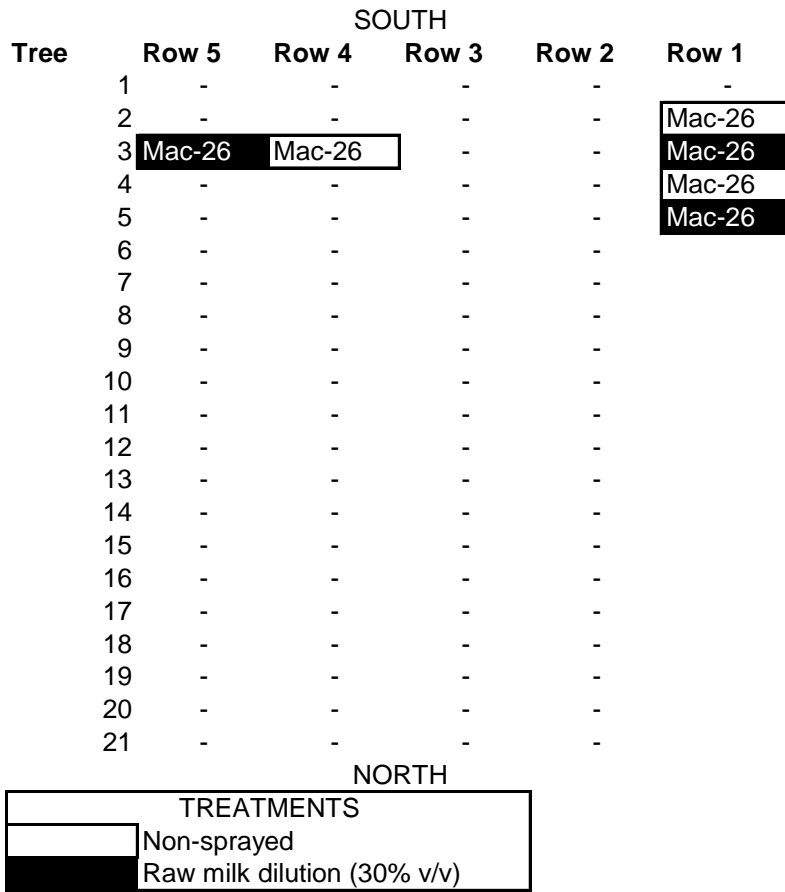 SOUTH
Tree Row 5 Row 4 Row 3 Row 2 Row 1
1 - - - - -
2 - - - - Mac-26
3 Mac-26 Mac-26 - - Mac-26
4 - - - - Mac-26
5 - - - - Mac-26
6 - - - -
7 - - - -
8 - - - -
9 - - - -
10 - - - -
11 - - - -
12 - - - -
13 - - - -
14 - - - -
15 - - - -
16 - - - -
17 - - - -
18 - - - -
19 - - - -
20 - - - -
21 - - - -
NORTH
TREATMENTS
Non-sprayed
Raw milk dilution (30% v/v)